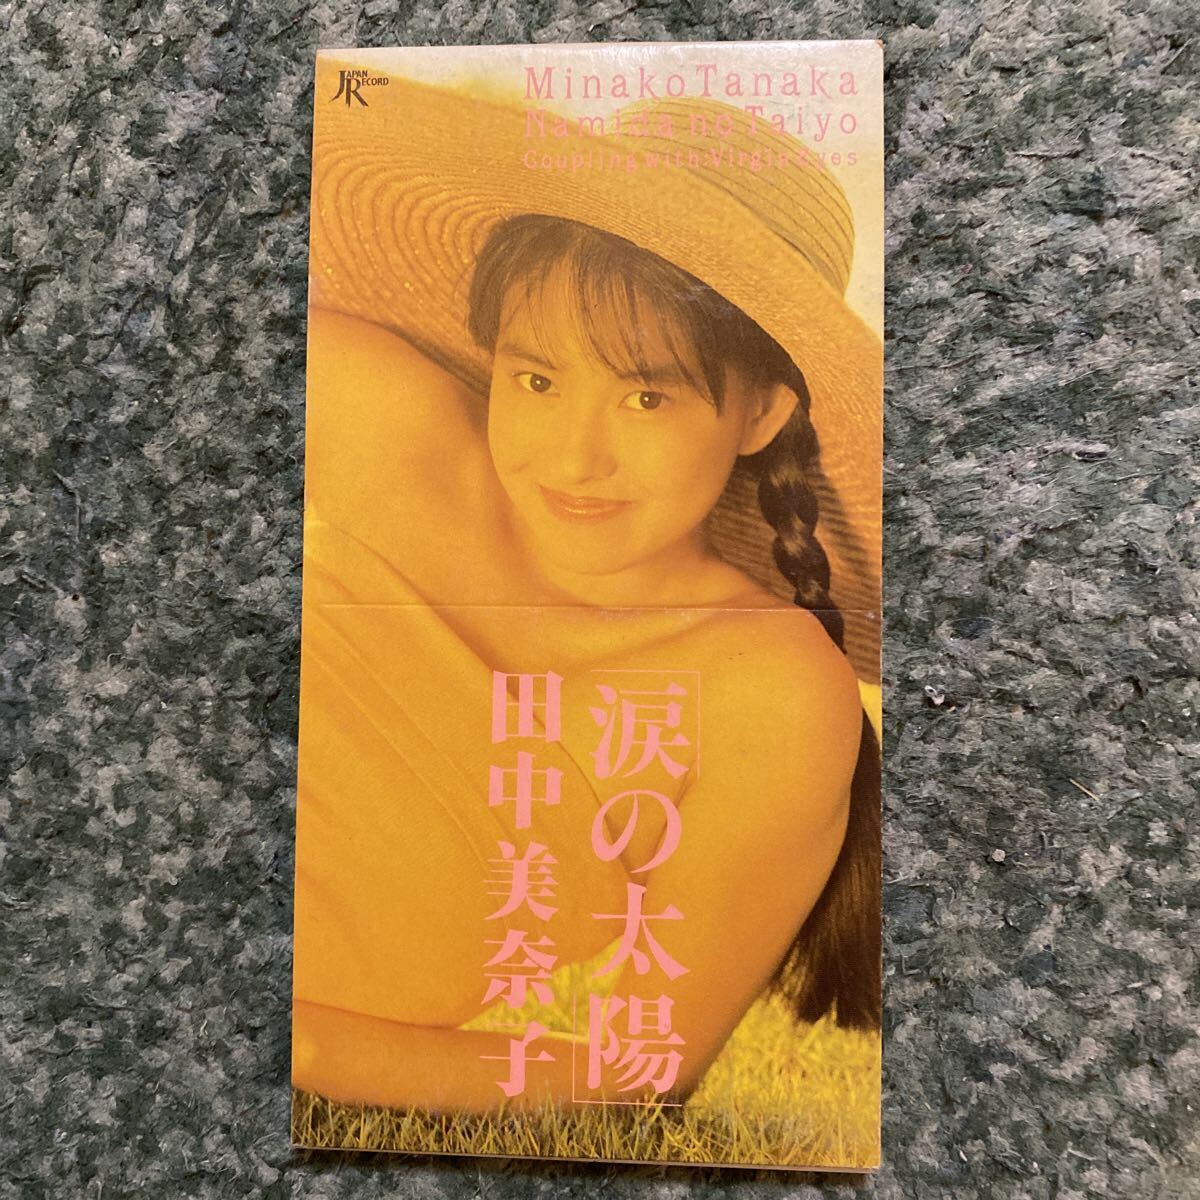 JAPAN
RECORD
Minako Tanaka
Namida no Taiyo
Coupling with Virgin Eyes
「涙の太陽」
田中美奈子